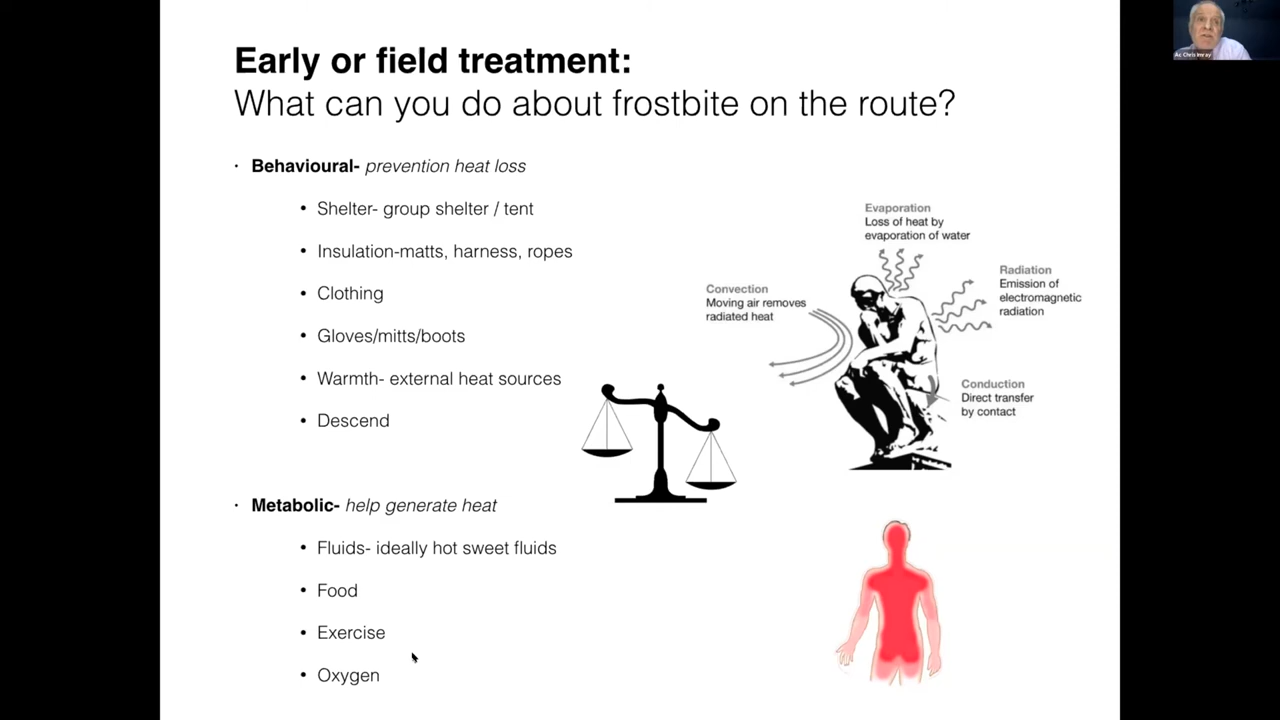 Early or field treatment:
What can you do about frostbite on the route?
· Behavioural- prevention heat loss
• Shelter- group shelter / tent
• Insulation-matts, harness, ropes
• Clothing
• Gloves/mitts/boots
• Warmth- external heat sources
• Descend
· Metabolic- help generate heat
• Fluids- ideally hot sweet fluids
• Food
• Exercise
• Oxygen
Evaporation
Loss of heat by
evaporation of water
Radiation
Emission of
electromagnetic
radiation
Convection
Moving air removes
radiated heat
Conduction
Direct transfer
by contact
Ac Chris Imray